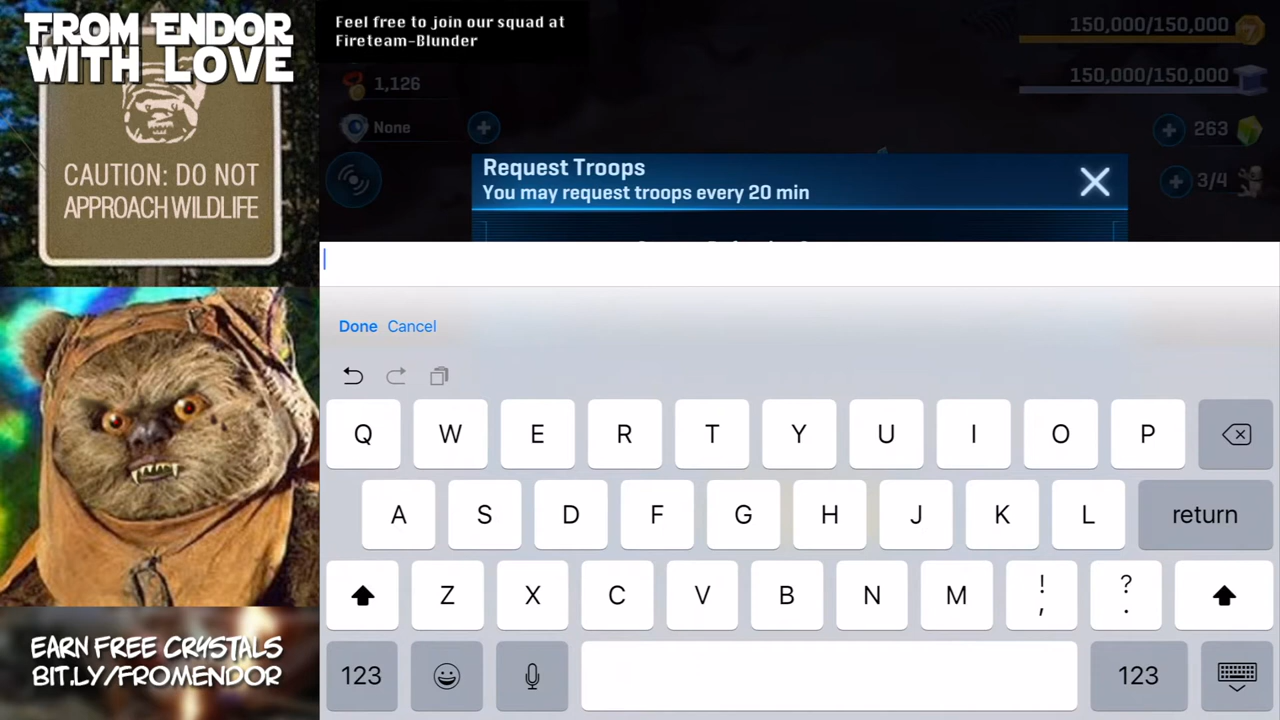 FROM ENDOR
WITH LOVE
CAUTION: DO NOT
APPROACH WILDLIFE
EARN FREE CRYSTALS
BIT.LY/FROMENDOR
Feel free to join our squad at
Fireteam-Blunder
1,126
None
150,000/150,000
150,000/150,000
263
3/4
Request Troops
You may request troops every 20 min
Done Cancel
Q W E R T Y U I O P
A S D F G H J K L return
Z X C V B N M ! , ? .
123 123